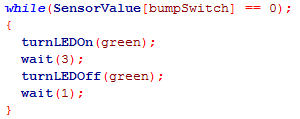 while(SensorValue[bumpSwitch] == 0);
{
  turnLEDOn(green);
  wait(3);
  turnLEDOff(green);
  wait(1);
}